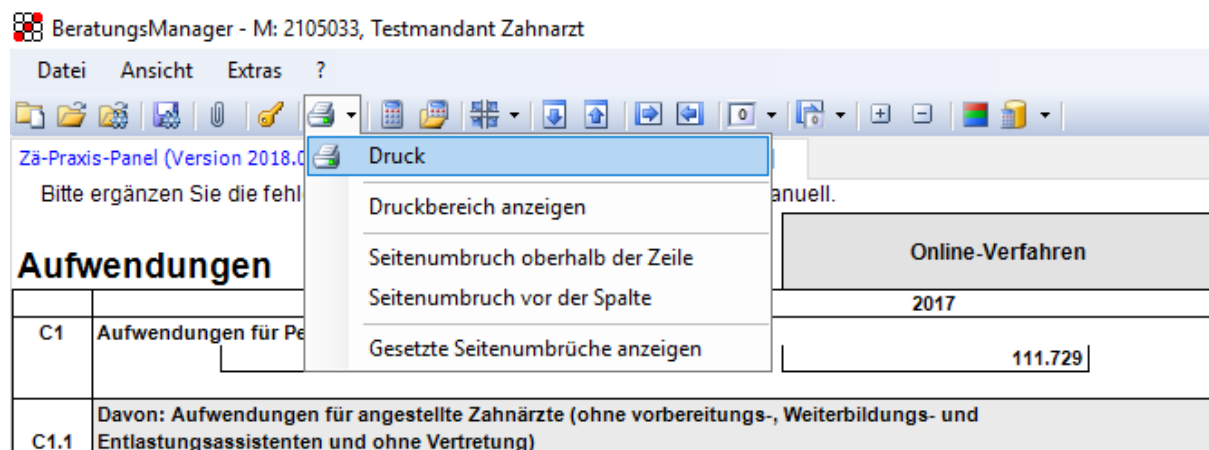 BeratungsManager - M: 2105033, Testmandant Zahnarzt
Datei Ansicht Extras ?
Zä-Praxis-Panel (Version 2018.0
Druck
Bitte ergänzen Sie die fehl
anuell.
Druckbereich anzeigen
Seitenumbruch oberhalb der Zeile
Seitenumbruch vor der Spalte
Gesetzte Seitenumbrüche anzeigen
Aufwendungen
Online-Verfahren
2017
C1 Aufwendungen für Pe
111.729
Davon: Aufwendungen für angestellte Zahnärzte (ohne vorbereitungs-, Weiterbildungs- und
C1.1 Entlastungsassistenten und ohne Vertretung)